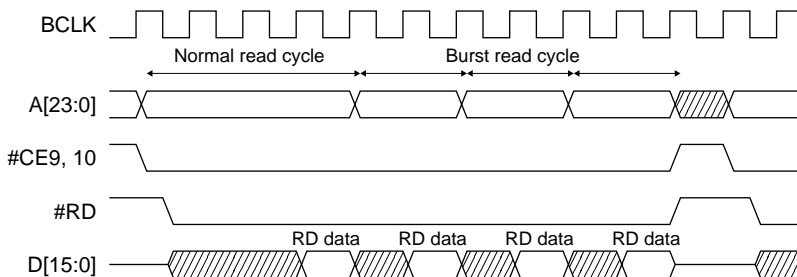 BCLK
Normal read cycle Burst read cycle
A[23:0]
#CE9, 10
#RD
RD data RD data RD data RD data
D[15:0]